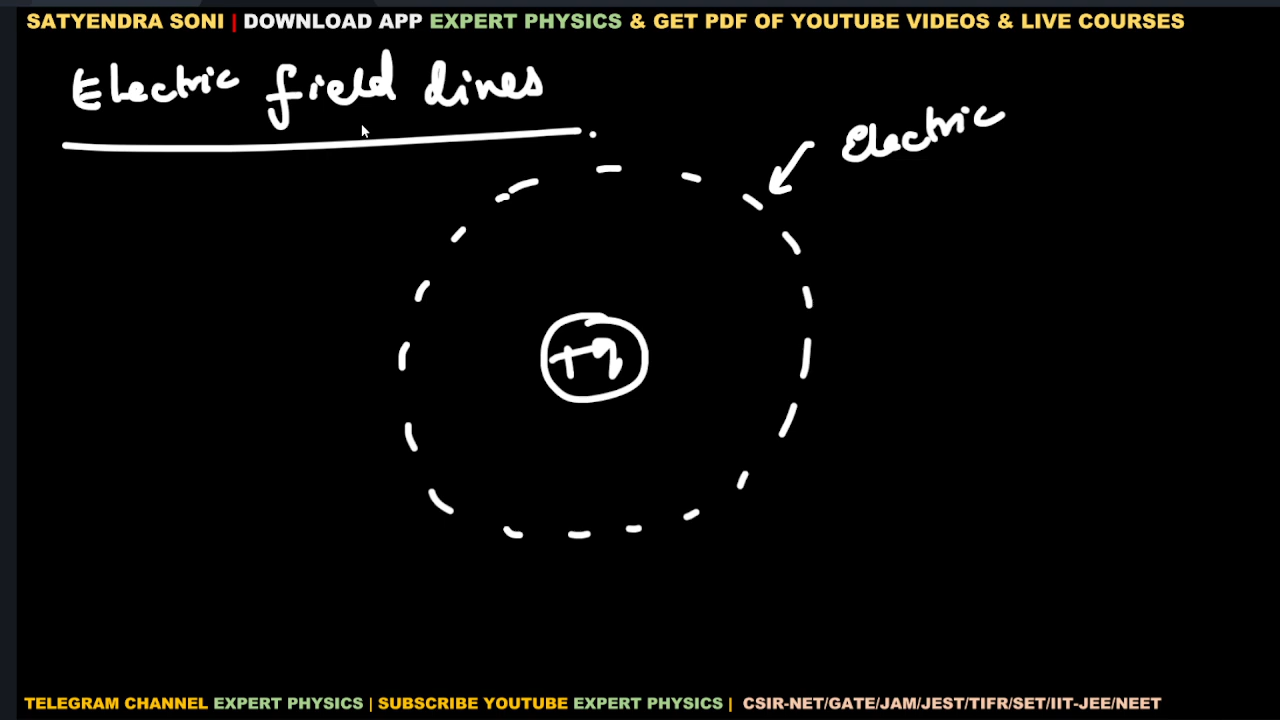 SATYENDRA SONI | DOWNLOAD APP EXPERT PHYSICS & GET PDF OF YOUTUBE VIDEOS & LIVE COURSES
Electric field lines
Electric
+q
TELEGRAM CHANNEL EXPERT PHYSICS | SUBSCRIBE YOUTUBE EXPERT PHYSICS | CSIR-NET/GATE/JAM/JEST/TIFR/SET/IIT-JEE/NEET